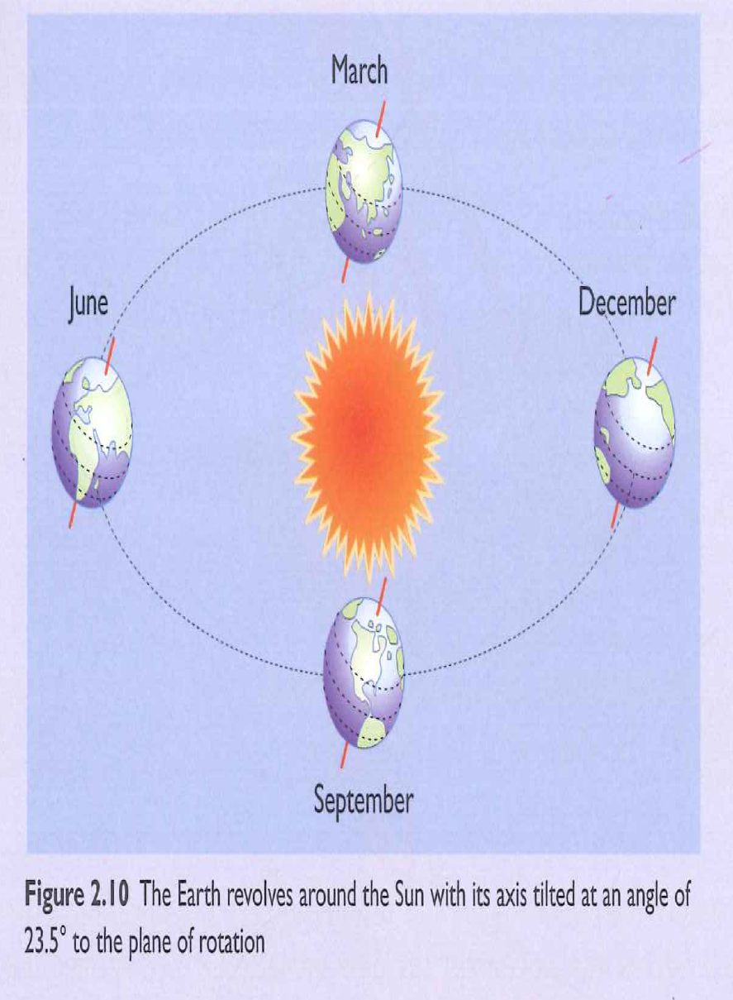 March
June
December
September
Figure 2.10 The Earth revolves around the Sun with its axis tilted at an angle of
23.5° to the plane of rotation